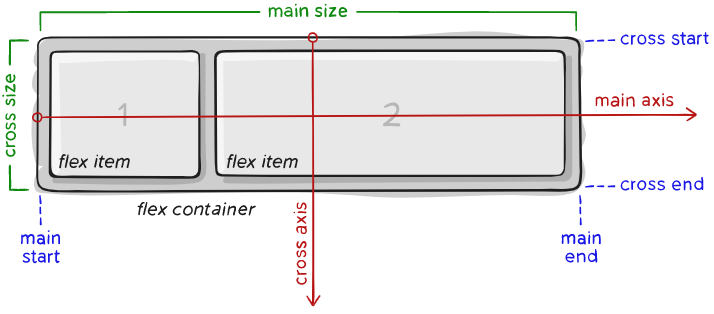 main size
cross start
cross size
1
2
main axis
flex item
flex item
cross end
flex container
cross axis
main
start
main
end